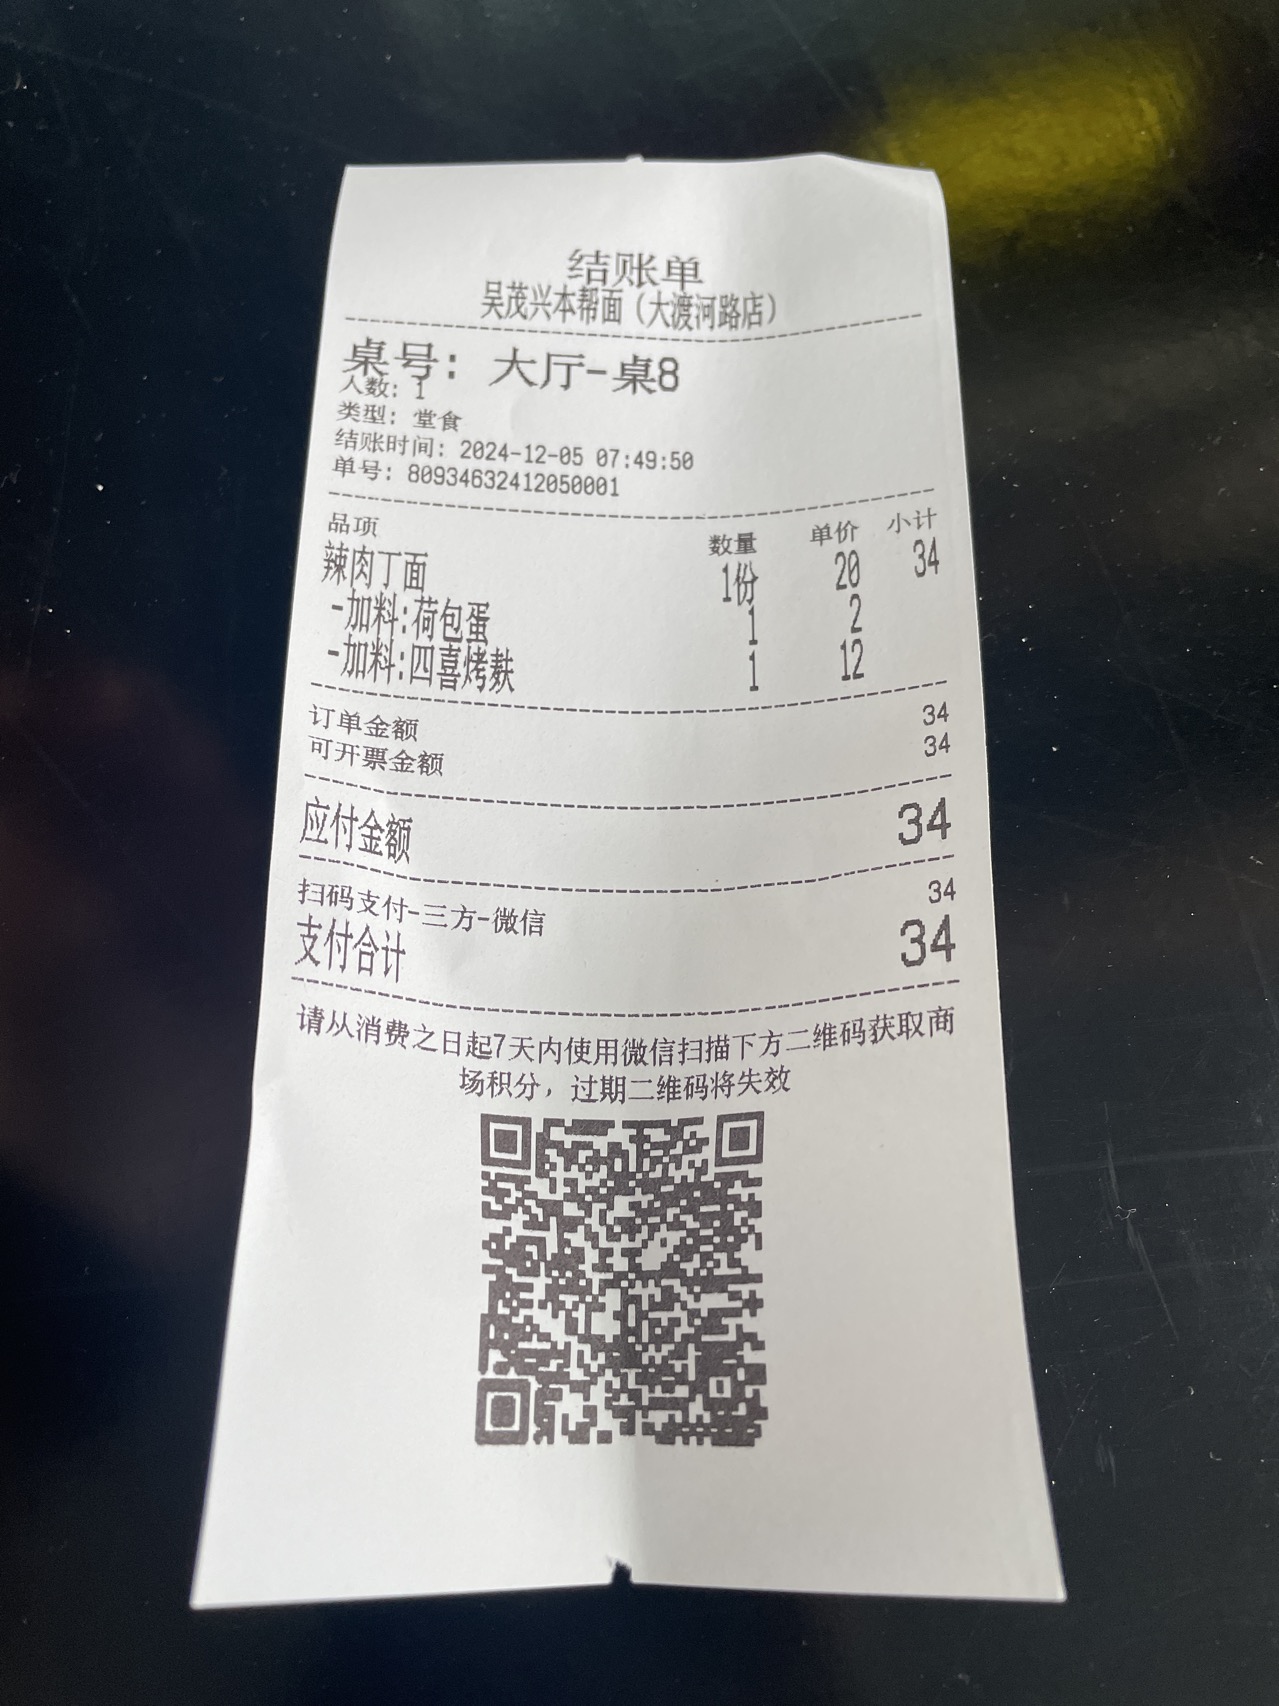 结账单
吴茂兴本帮面（大渡河路店）
桌号：大厅-桌8
人数：1
类型：堂食
结账时间：2024-12-05 07:49:50
单号：80934632412050001
品项 数量 单价 小计
辣肉丁面 1份 20 34
-加料:荷包蛋 1 2
-加料:四喜烤麸 1 12
订单金额 34
可开票金额 34
应付金额 34
扫码支付-三方-微信 34
支付合计 34
请从消费之日起7天内使用微信扫描下方二维码获取商
场积分，过期二维码将失效